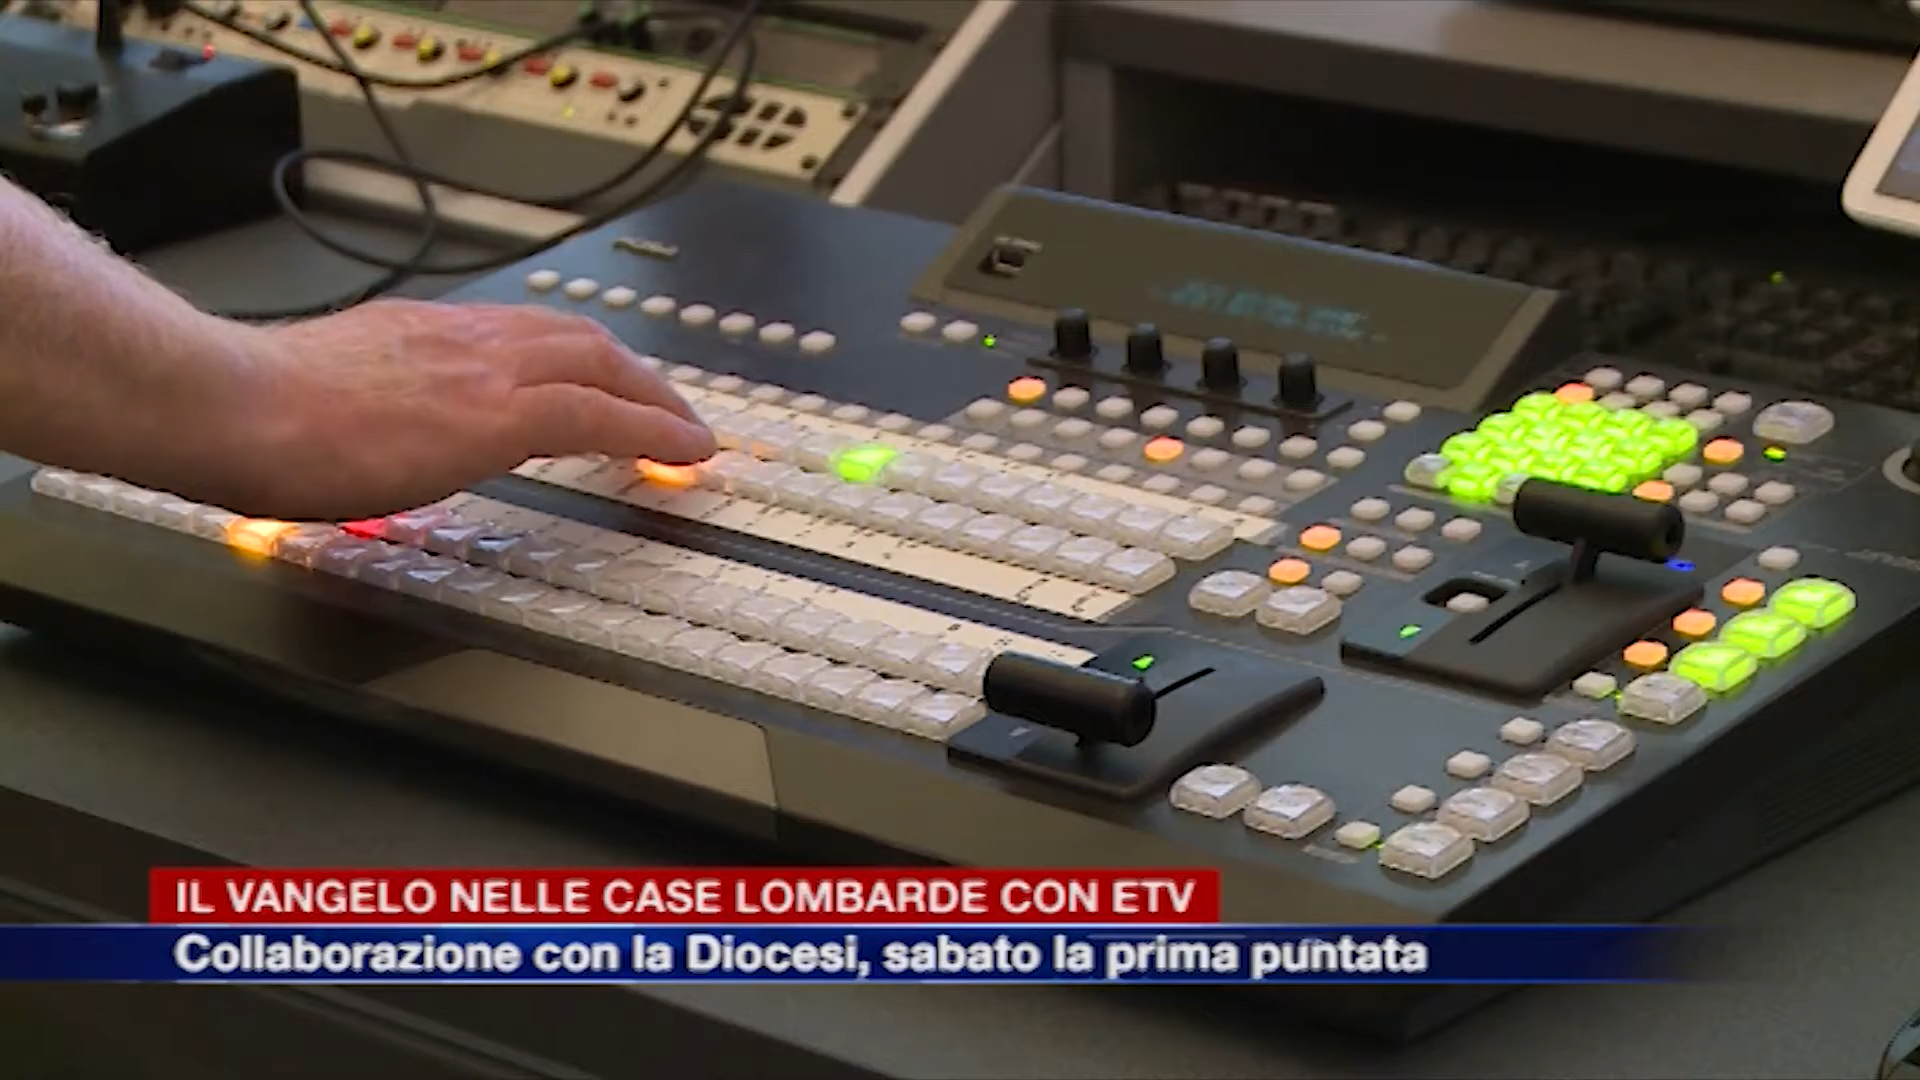 IL VANGELO NELLE CASE LOMBARDE CON ETV
Collaborazione con la Diocesi, sabato la prima puntata